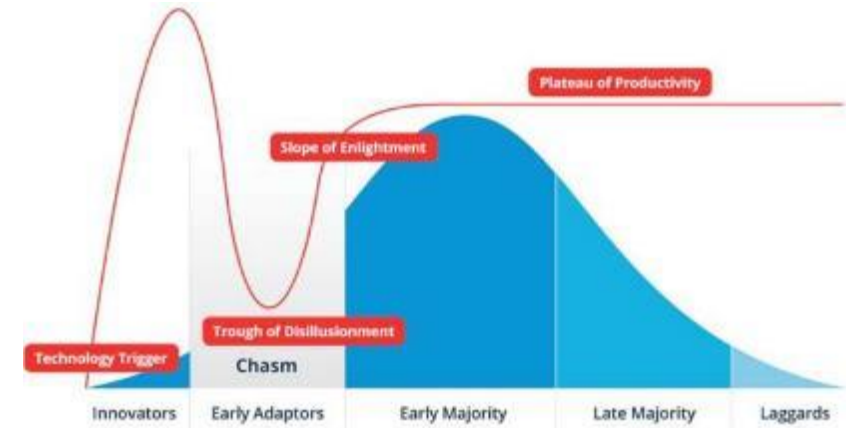 Plateau of Productivity
Slope of Enlightment
Trough of Disillusionment
Technology Trigger
Chasm
Innovators
Early Adaptors
Early Majority
Late Majority
Laggards